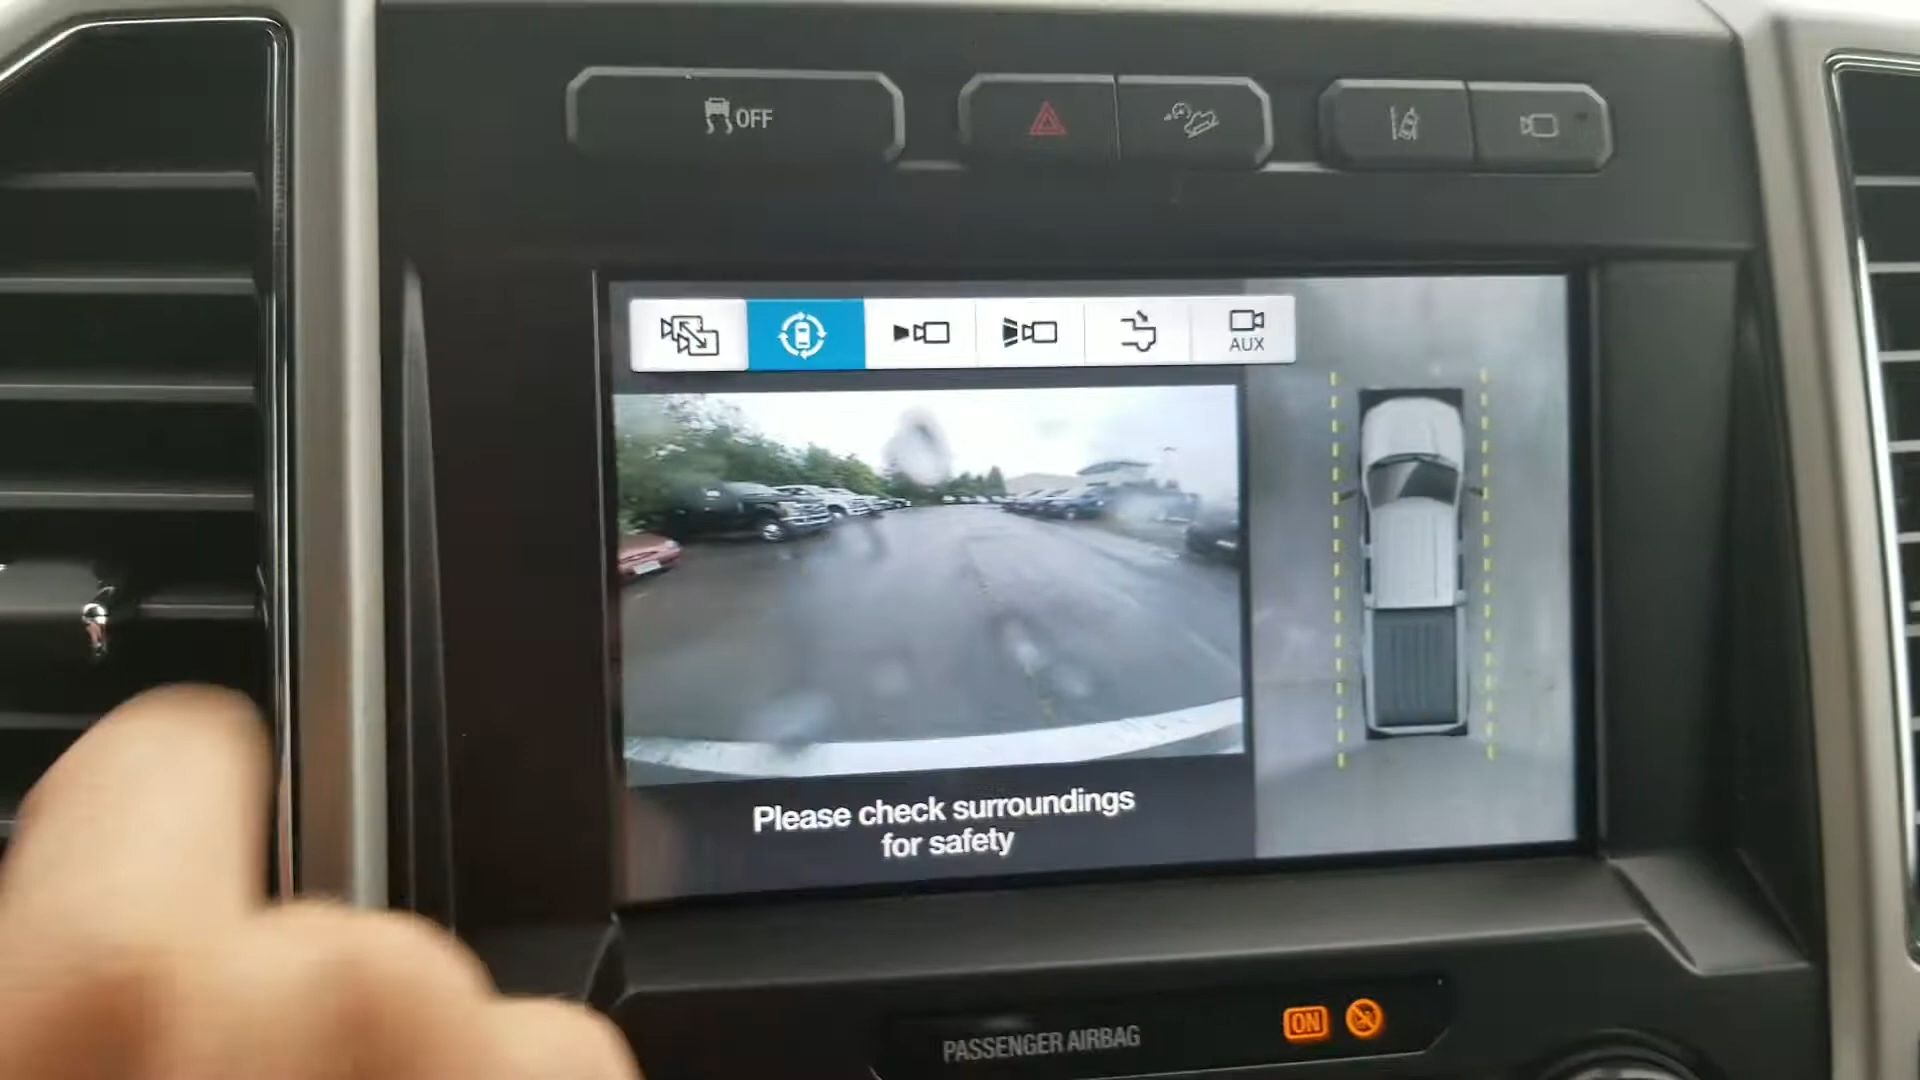 OFF
AUX
Please check surroundings
for safety
PASSENGER AIRBAG
ON